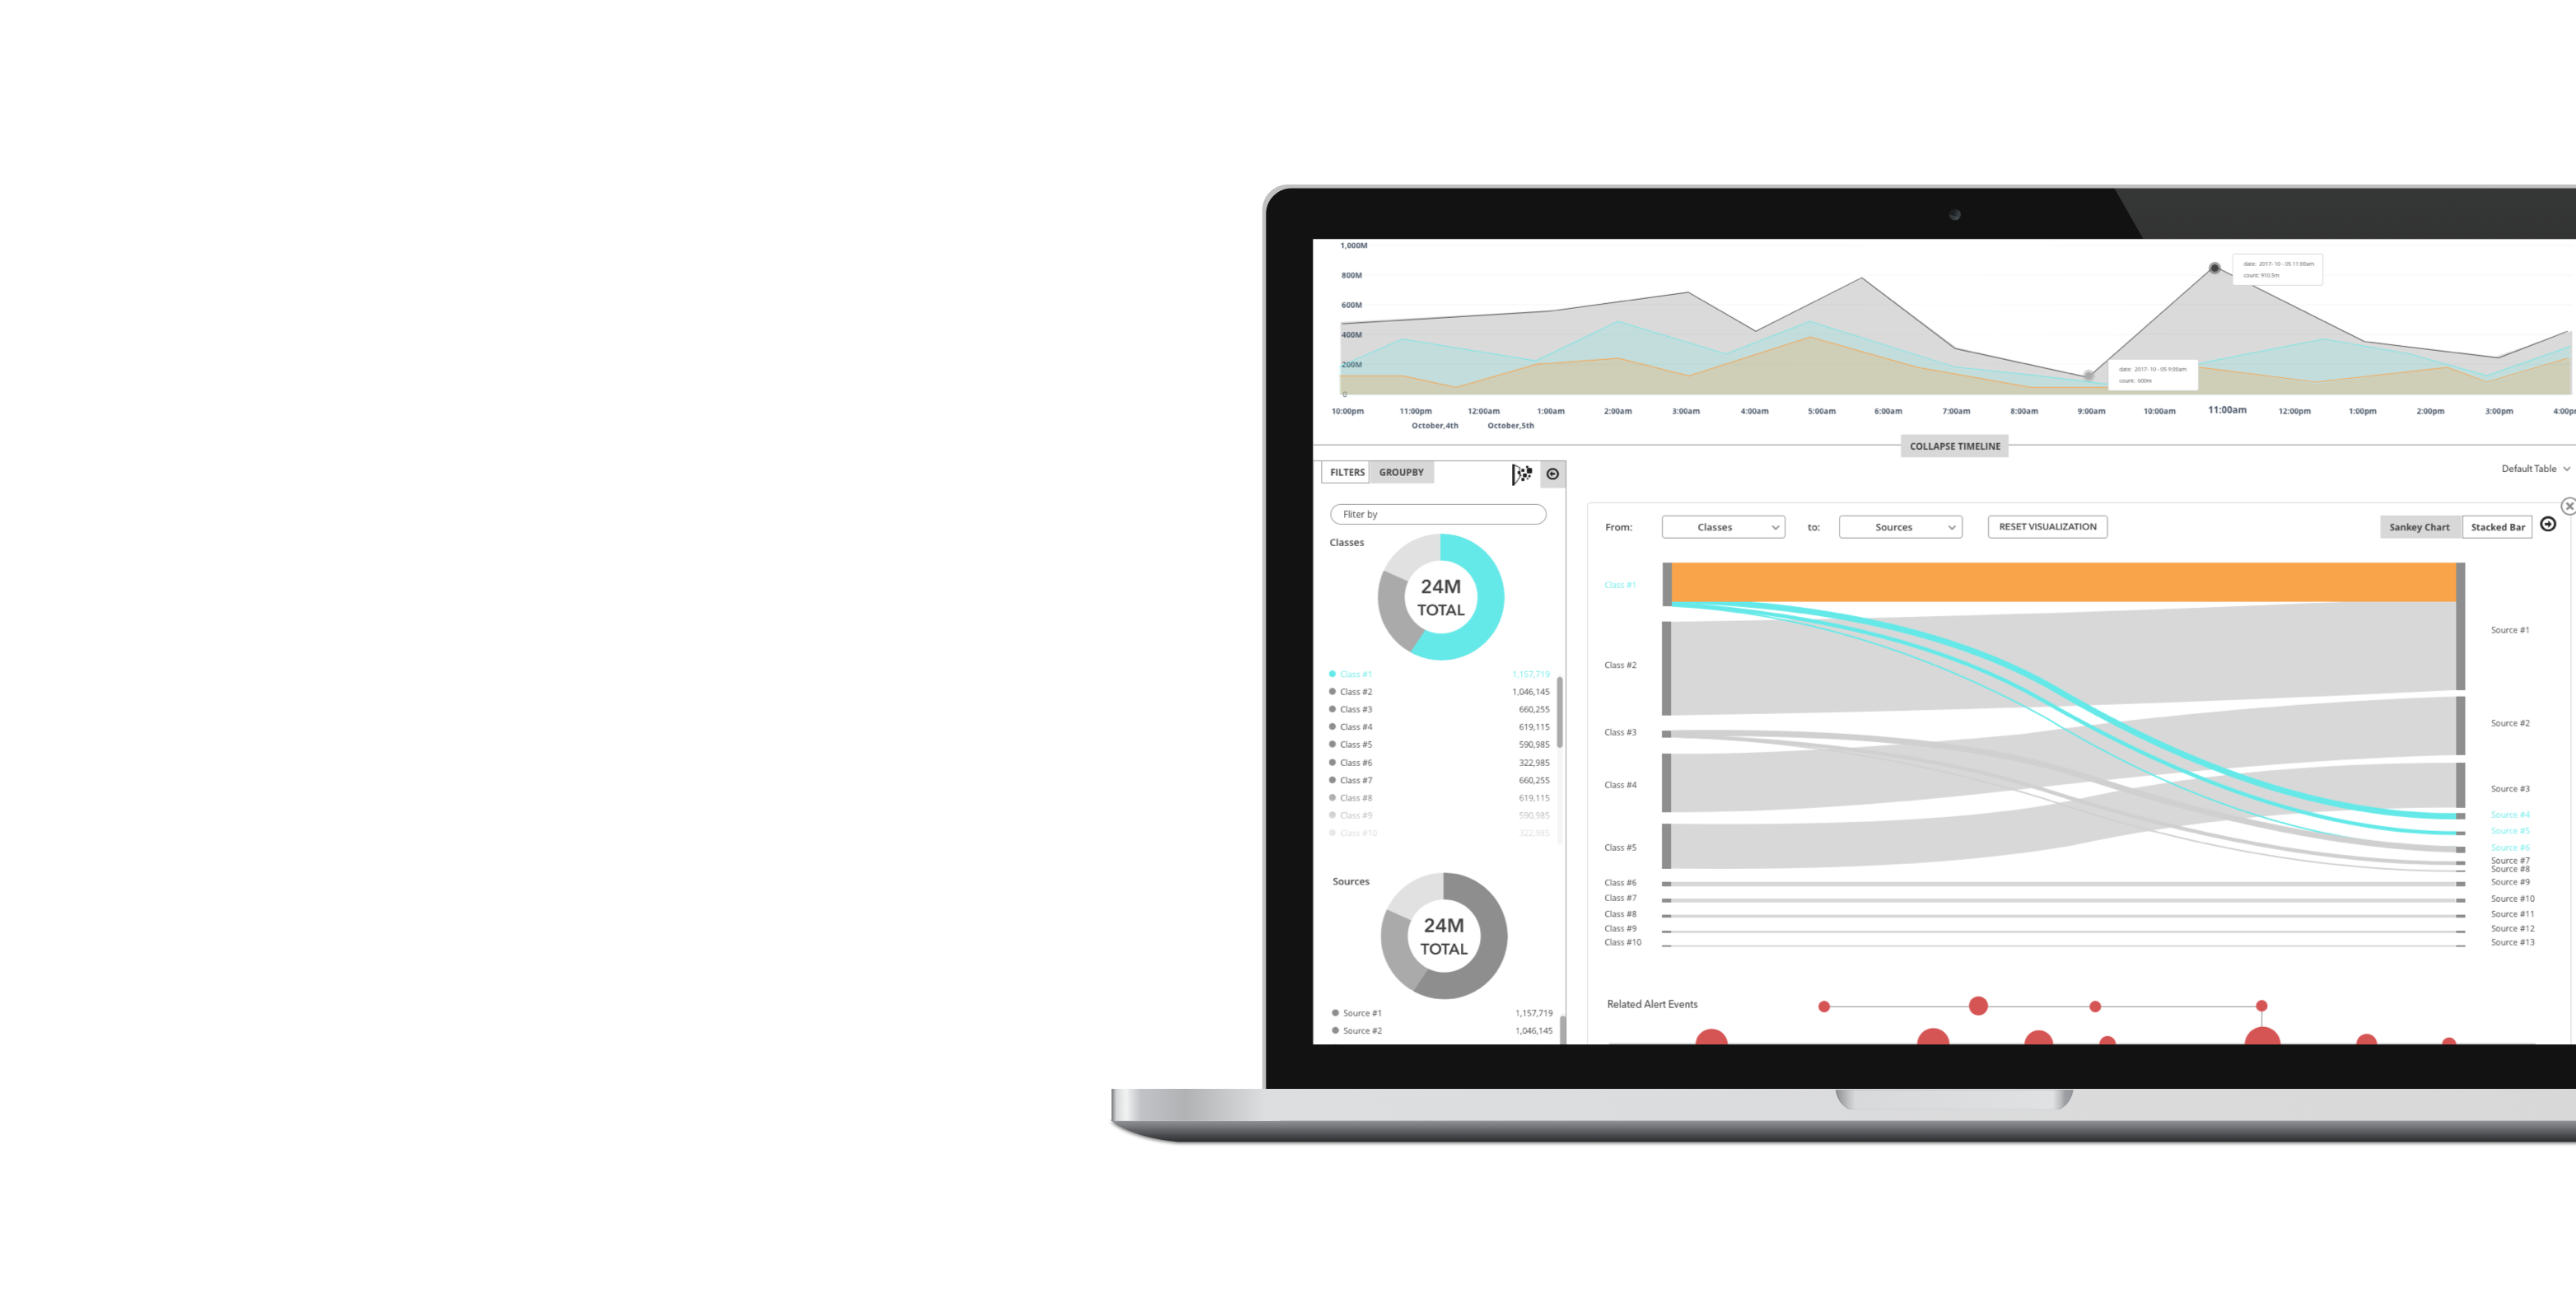 1,000M
800M
600M
400M
200M
0
date: 2017-10-05 11:00am
count: 910.5m
date: 2017-10-05 9:00am
count: 600m
10:00pm 11:00pm 12:00am 1:00am 2:00am 3:00am 4:00am 5:00am 6:00am 7:00am 8:00am 9:00am 10:00am 11:00am 12:00pm 1:00pm 2:00pm 3:00pm 4:00p
October,4th October,5th
COLLAPSE TIMELINE
FILTERS GROUPBY
Default Table
Fliter by
Classes
24M
TOTAL
Class #1 1,157,719
Class #2 1,046,145
Class #3 660,255
Class #4 619,115
Class #5 590,985
Class #6 322,985
Class #7 660,255
Class #8 619,115
Class #9 590,985
Class #10 322,985
Sources
24M
TOTAL
Source #1 1,157,719
Source #2 1,046,145
From: Classes to: Sources RESET VISUALIZATION Sankey Chart Stacked Bar
Class #1
Class #2
Class #3
Class #4
Class #5
Class #6
Class #7
Class #8
Class #9
Class #10
Source #1
Source #2
Source #3
Source #4
Source #5
Source #6
Source #7
Source #8
Source #9
Source #10
Source #11
Source #12
Source #13
Related Alert Events